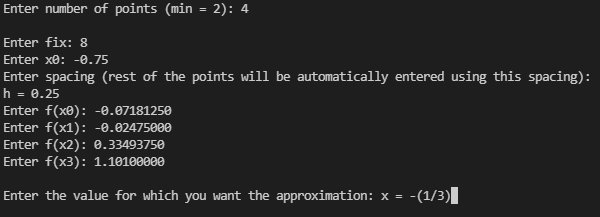 Enter number of points (min = 2): 4
Enter fix: 8
Enter x0: -0.75
Enter spacing (rest of the points will be automatically entered using this spacing):
h = 0.25
Enter f(x0): -0.07181250
Enter f(x1): -0.02475000
Enter f(x2): 0.33493750
Enter f(x3): 1.10100000
Enter the value for which you want the approximation: x = -(1/3)